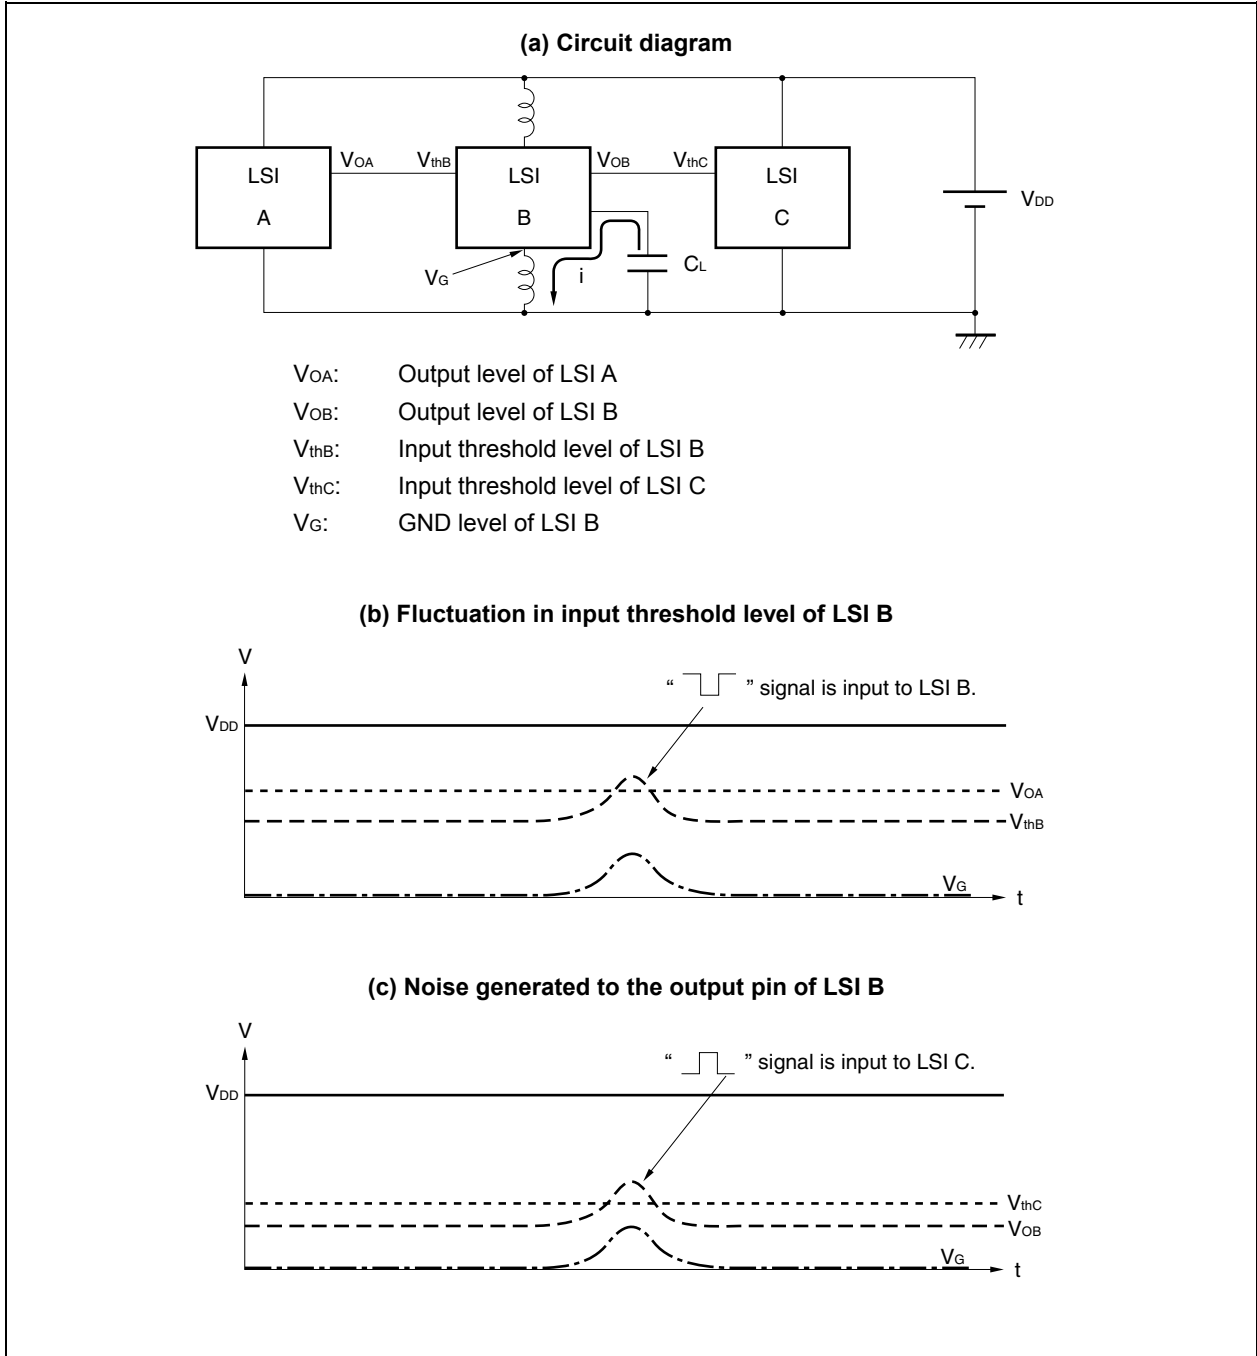 (a) Circuit diagram
LSI
A
VOA
VthB
LSI
B
VOB
VthC
LSI
C
VDD
VG
i
CL
VOA: Output level of LSI A
VOB: Output level of LSI B
VthB: Input threshold level of LSI B
VthC: Input threshold level of LSI C
VG: GND level of LSI B
(b) Fluctuation in input threshold level of LSI B
V
“ ” signal is input to LSI B.
VDD
VOA
VthB
VG
t
(c) Noise generated to the output pin of LSI B
V
“ ” signal is input to LSI C.
VDD
VthC
VOB
VG
t